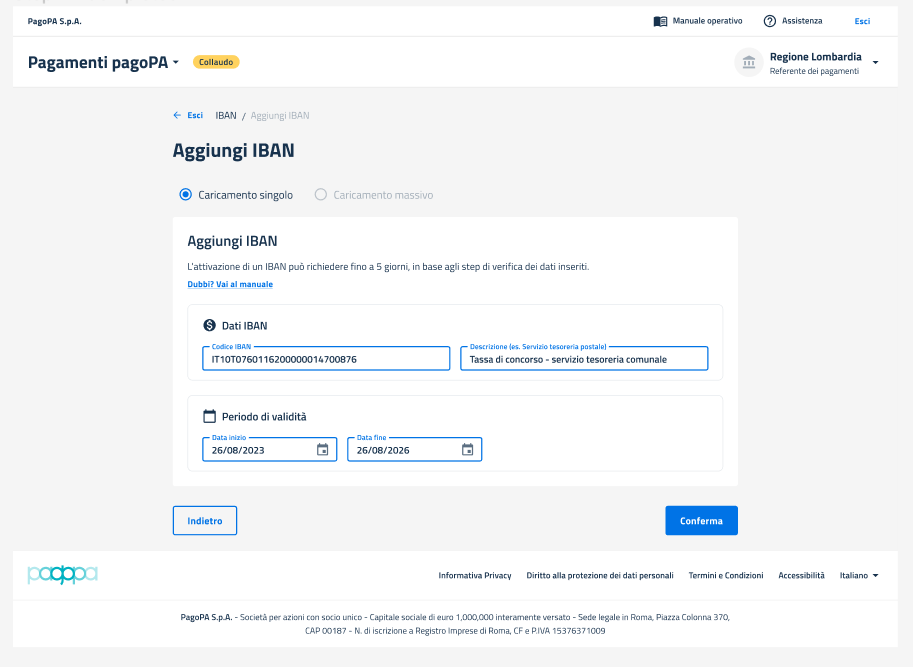 PagoPA S.p.A.
Manuale operativo
Assistenza
Esci
Pagamenti pagoPA
Collaudo
Regione Lombardia
Referente dei pagamenti
Esci IBAN / Aggiungi IBAN
Aggiungi IBAN
Caricamento singolo
Caricamento massivo
Aggiungi IBAN
L'attivazione di un IBAN può richiedere fino a 5 giorni, in base agli step di verifica dei dati inseriti.
Dubbi? Vai al manuale
Dati IBAN
Codice IBAN
IT10T0760116200000014700876
Descrizione (es. Servizio tesoreria postale)
Tassa di concorso - servizio tesoreria comunale
Periodo di validità
Data inizio
26/08/2023
Data fine
26/08/2026
Indietro
Conferma
pagopa
Informativa Privacy
Diritto alla protezione dei dati personali
Termini e Condizioni
Accessibilità
Italiano
PagoPA S.p.A. - Società per azioni con socio unico - Capitale sociale di euro 1,000,000 interamente versato - Sede legale in Roma, Piazza Colonna 370,
CAP 00187 - N. di iscrizione a Registro Imprese di Roma, CF e P.IVA 15376371009